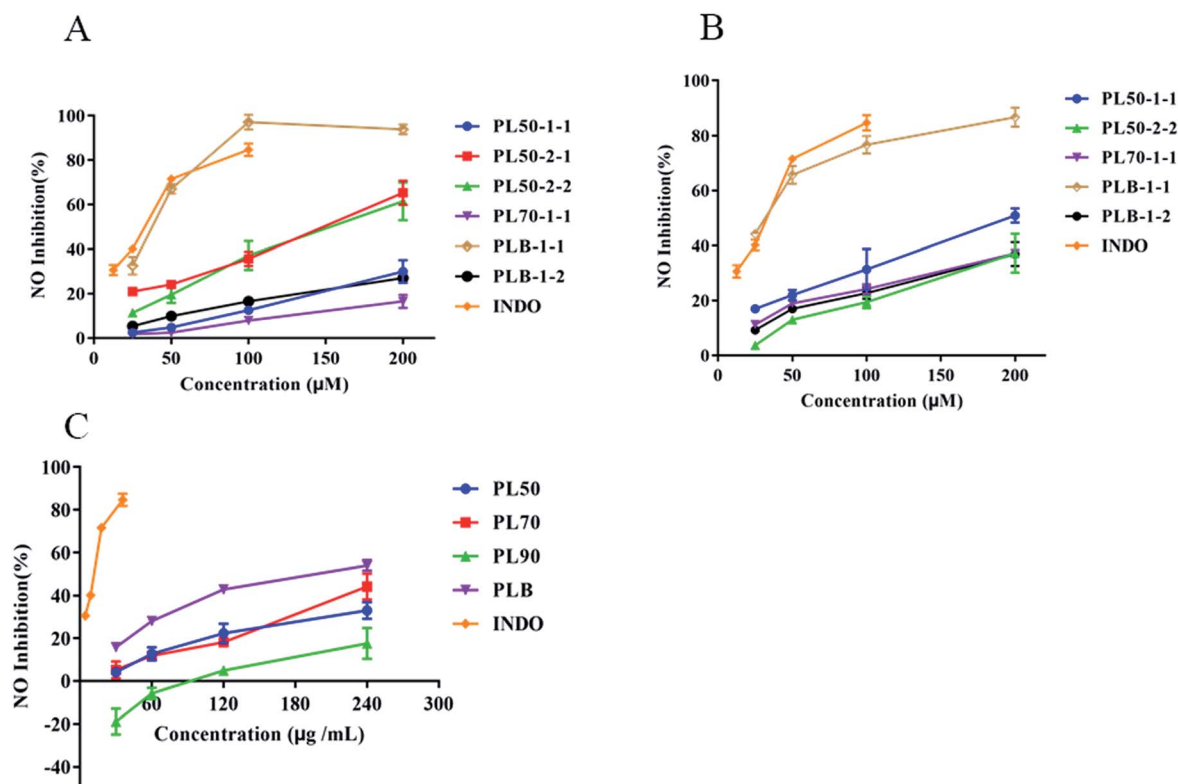 A
NO Inhibition(%)
100
80
60
40
20
0
0 50 100 150 200
Concentration (μM)
PL50-1-1
PL50-2-1
PL50-2-2
PL70-1-1
PLB-1-1
PLB-1-2
INDO
B
NO Inhibition(%)
100
80
60
40
20
0
0 50 100 150 200
Concentration (μM)
PL50-1-1
PL50-2-2
PL70-1-1
PLB-1-1
PLB-1-2
INDO
C
NO Inhibition(%)
100
80
60
40
20
0
-20
-40
60 120 180 240 300
Concentration (μg /mL)
PL50
PL70
PL90
PLB
INDO